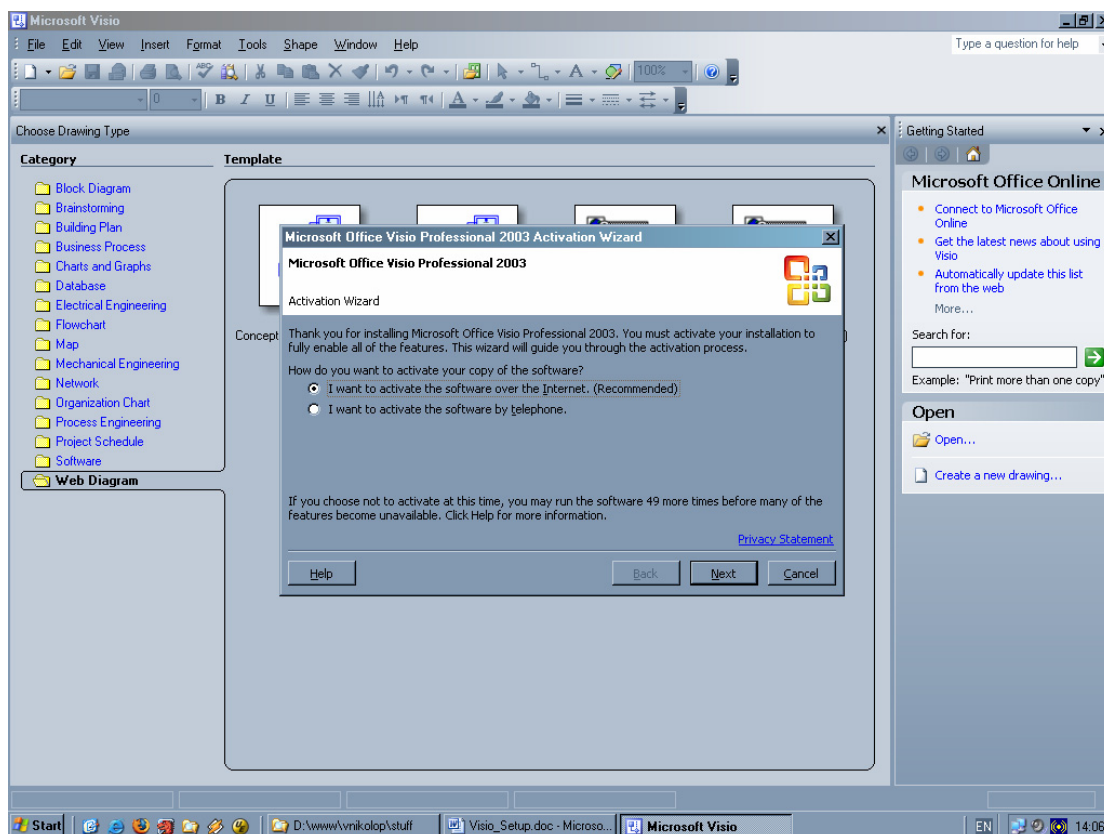 Microsoft Visio
File Edit View Insert Format Tools Shape Window Help
Type a question for help
100%
0 B I U A
Choose Drawing Type
Getting Started
Category
Template
Block Diagram
Brainstorming
Building Plan
Business Process
Charts and Graphs
Database
Electrical Engineering
Flowchart
Map
Mechanical Engineering
Network
Organization Chart
Process Engineering
Project Schedule
Software
Web Diagram
Concept
Microsoft Office Visio Professional 2003 Activation Wizard
Microsoft Office Visio Professional 2003
Activation Wizard
Thank you for installing Microsoft Office Visio Professional 2003. You must activate your installation to
fully enable all of the features. This wizard will guide you through the activation process.
How do you want to activate your copy of the software?
I want to activate the software over the Internet. (Recommended)
I want to activate the software by telephone.
If you choose not to activate at this time, you may run the software 49 more times before many of the
features become unavailable. Click Help for more information.
Privacy Statement
Help Back Next Cancel
Microsoft Office Online
Connect to Microsoft Office
Online
Get the latest news about using
Visio
Automatically update this list
from the web
More...
Search for:
Example: "Print more than one copy"
Open
Open...
Create a new drawing...
Start D:\www\vnikolop\stuff Visio_Setup.doc - Microso... Microsoft Visio EN 14:06